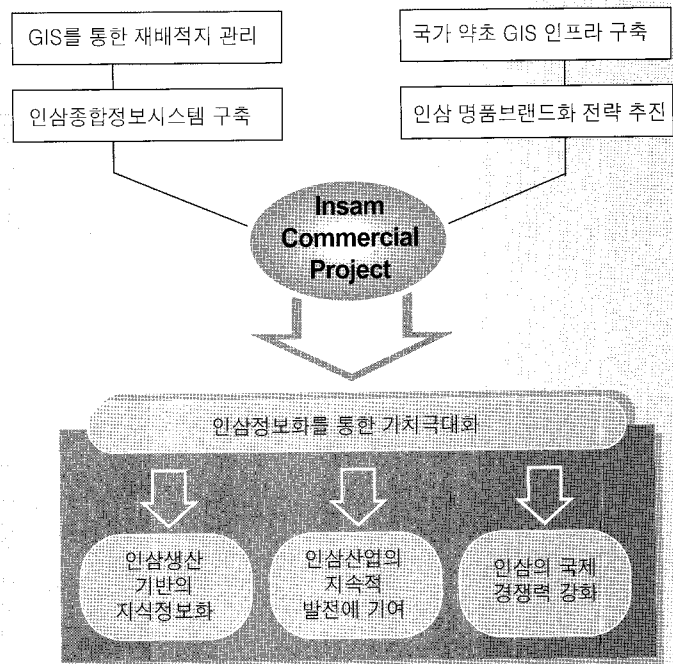 GIS를 통한 재배적지 관리
국가 약초 GIS 인프라 구축
인삼종합정보시스템 구축
인삼 명품브랜드화 전략 추진
Insam
Commercial
Project
인삼정보화를 통한 가치극대화
인삼생산
기반의
지식정보화
인삼산업의
지속적
발전에 기여
인삼의 국제
경쟁력 강화